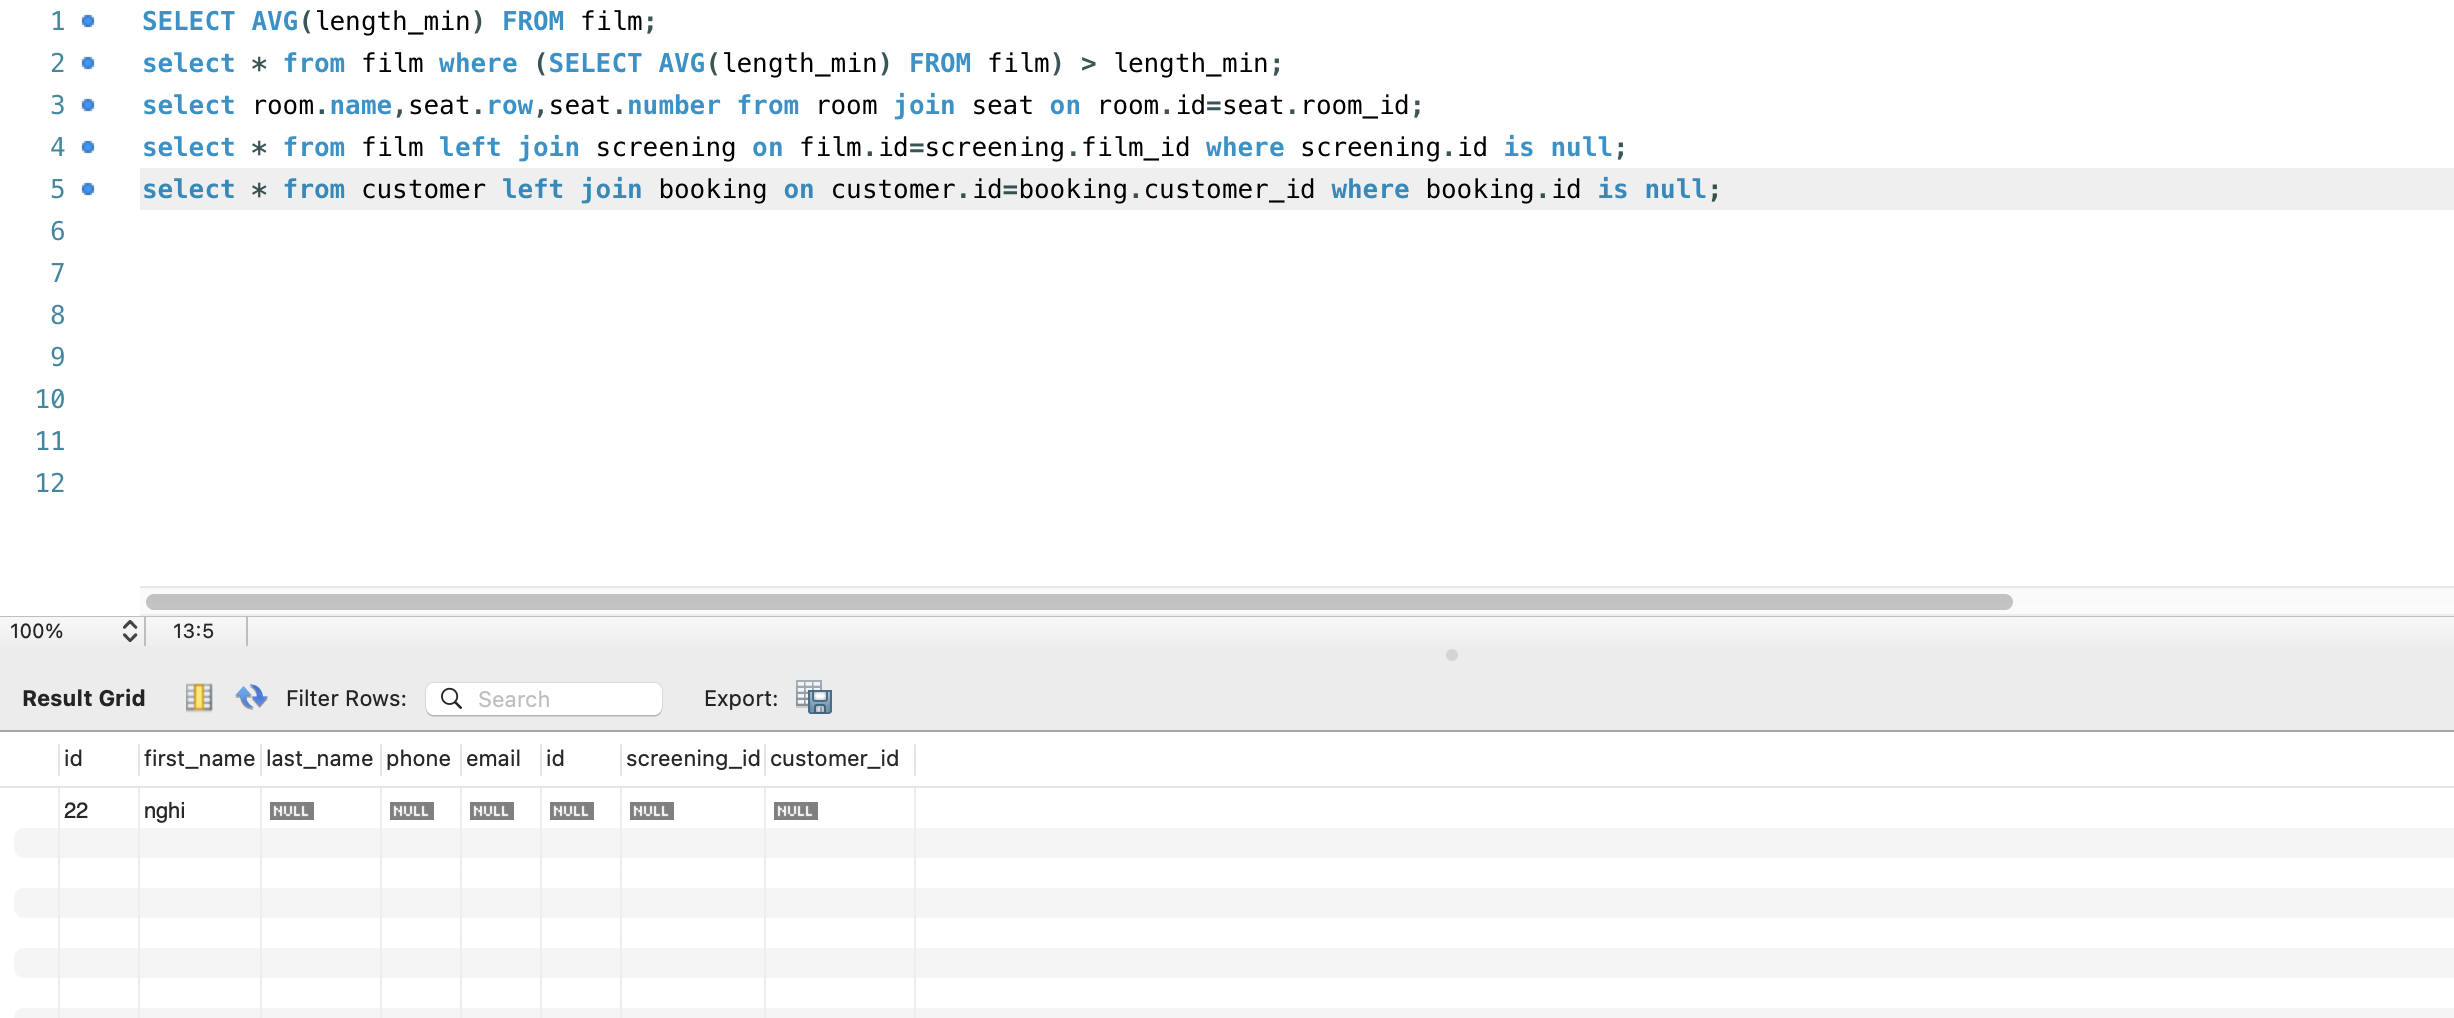 1 SELECT AVG(length_min) FROM film;
2 select * from film where (SELECT AVG(length_min) FROM film) > length_min;
3 select room.name,seat.row,seat.number from room join seat on room.id=seat.room_id;
4 select * from film left join screening on film.id=screening.film_id where screening.id is null;
5 select * from customer left join booking on customer.id=booking.customer_id where booking.id is null;
6
7
8
9
10
11
12
100% 13:5
Result Grid Filter Rows: Search Export:
id first_name last_name phone email id screening_id customer_id
22 nghi NULL NULL NULL NULL NULL NULL